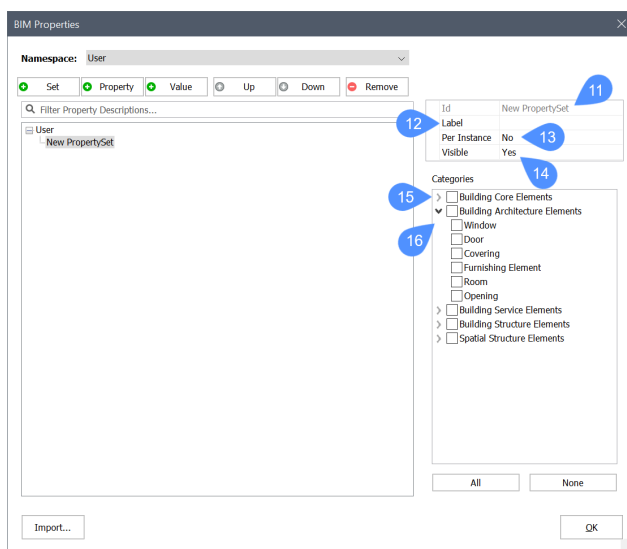 BIM Properties
Namespace: User
Set Property Value Up Down Remove
Filter Property Descriptions...
User
New PropertySet
11
Id New PropertySet
12 Label
Per Instance No 13
Visible Yes
14
Categories
15 Building Core Elements
Building Architecture Elements
16 Window
Door
Covering
Furnishing Element
Room
Opening
Building Service Elements
Building Structure Elements
Spatial Structure Elements
All None
Import... OK